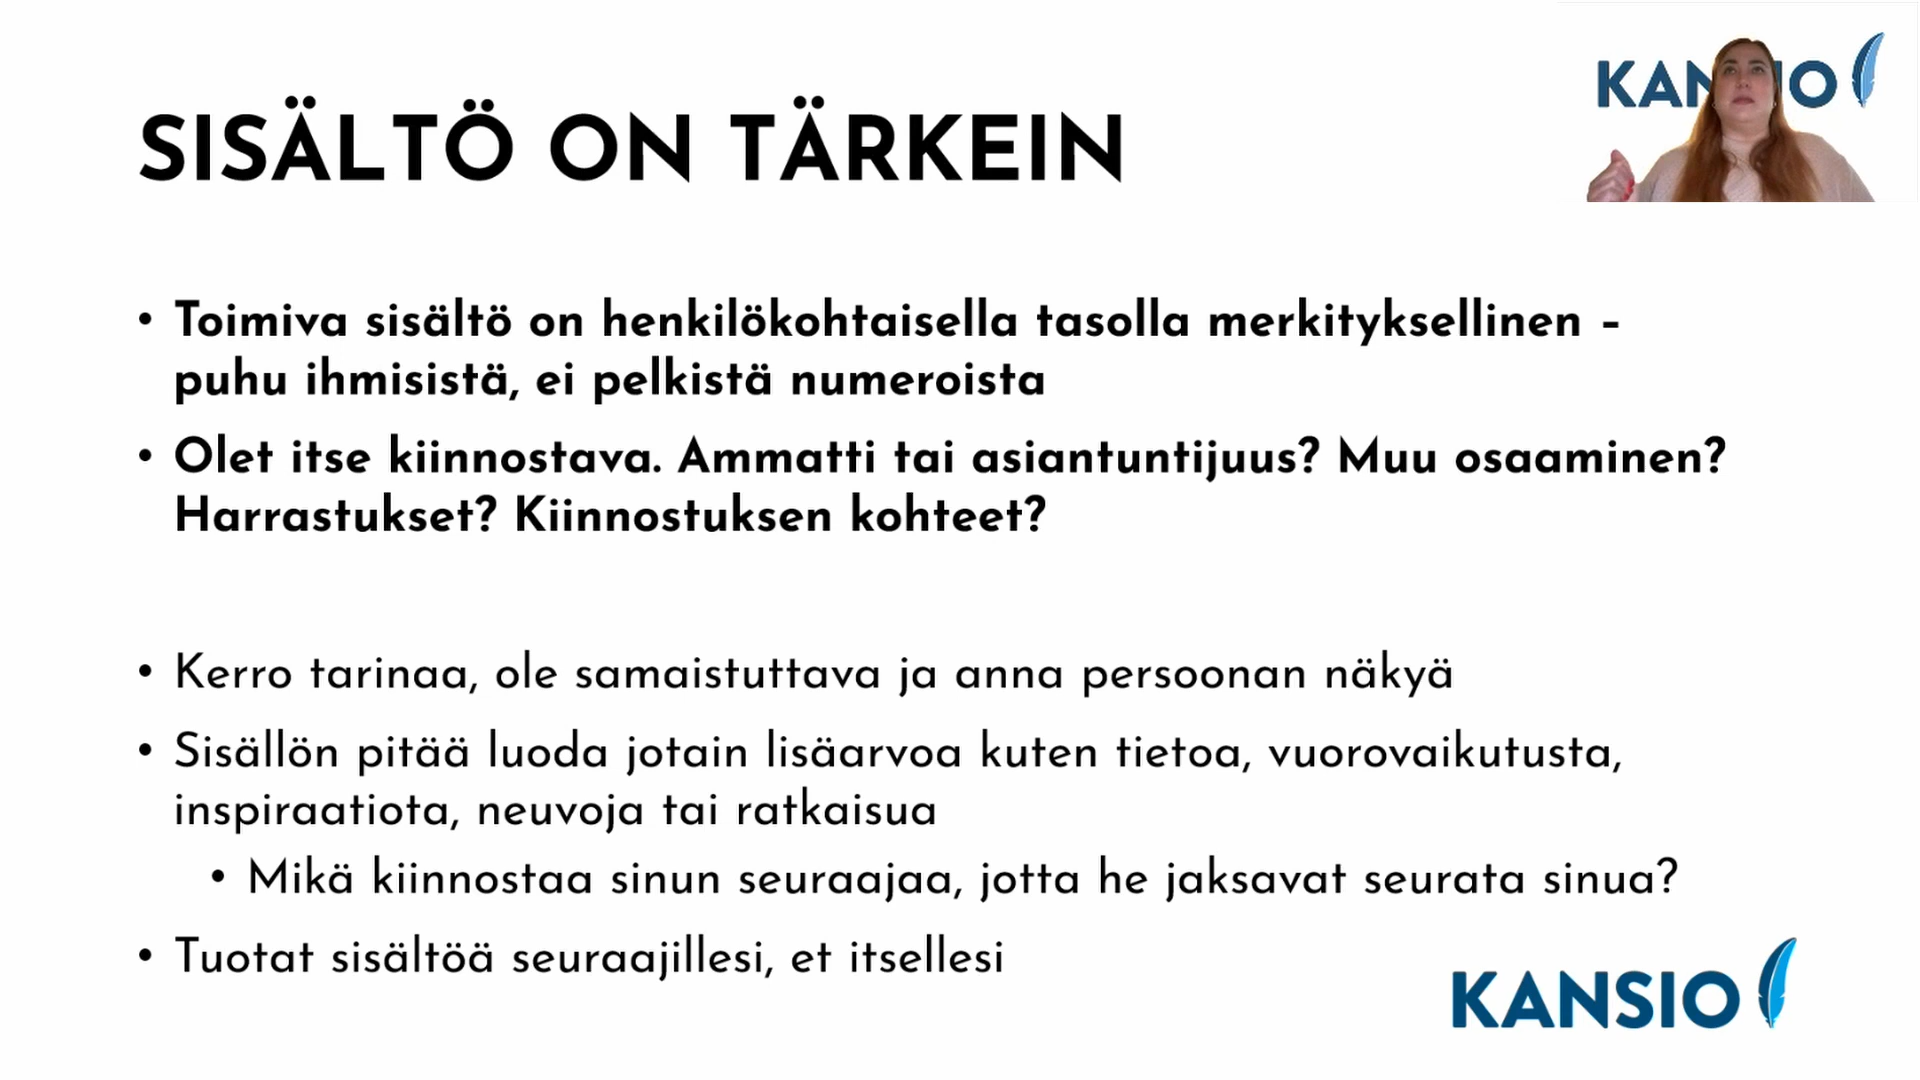 SISÄLTÖ ON TÄRKEIN
• Toimiva sisältö on henkilökohtaisella tasolla merkityksellinen –
puhu ihmisistä, ei pelkistä numeroista
• Olet itse kiinnostava. Ammatti tai asiantuntijuus? Muu osaaminen?
Harrastukset? Kiinnostuksen kohteet?
• Kerro tarinaa, ole samaistuttava ja anna persoonan näkyä
• Sisällön pitää luoda jotain lisäarvoa kuten tietoa, vuorovaikutusta,
inspiraatiota, neuvoja tai ratkaisua
• Mikä kiinnostaa sinun seuraajaa, jotta he jaksavat seurata sinua?
• Tuotat sisältöä seuraajillesi, et itsellesi
KANSIO